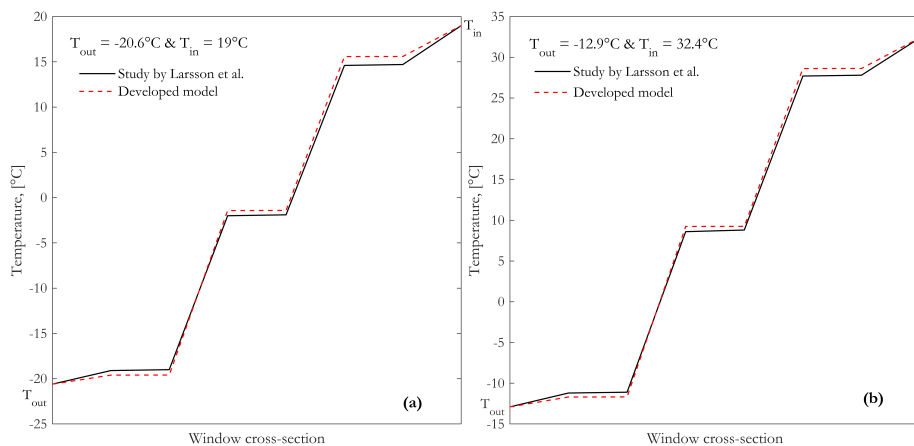 T_out = -20.6°C & T_in = 19°C
Study by Larsson et al.
Developed model
Temperature, [°C]
20
15
10
5
0
-5
-10
-15
-20
-25
T_in
T_out
(a)
Window cross-section
T_out = -12.9°C & T_in = 32.4°C
Study by Larsson et al.
Developed model
Temperature, [°C]
35
30
25
20
15
10
5
0
-5
-10
-15
T_out
(b)
Window cross-section